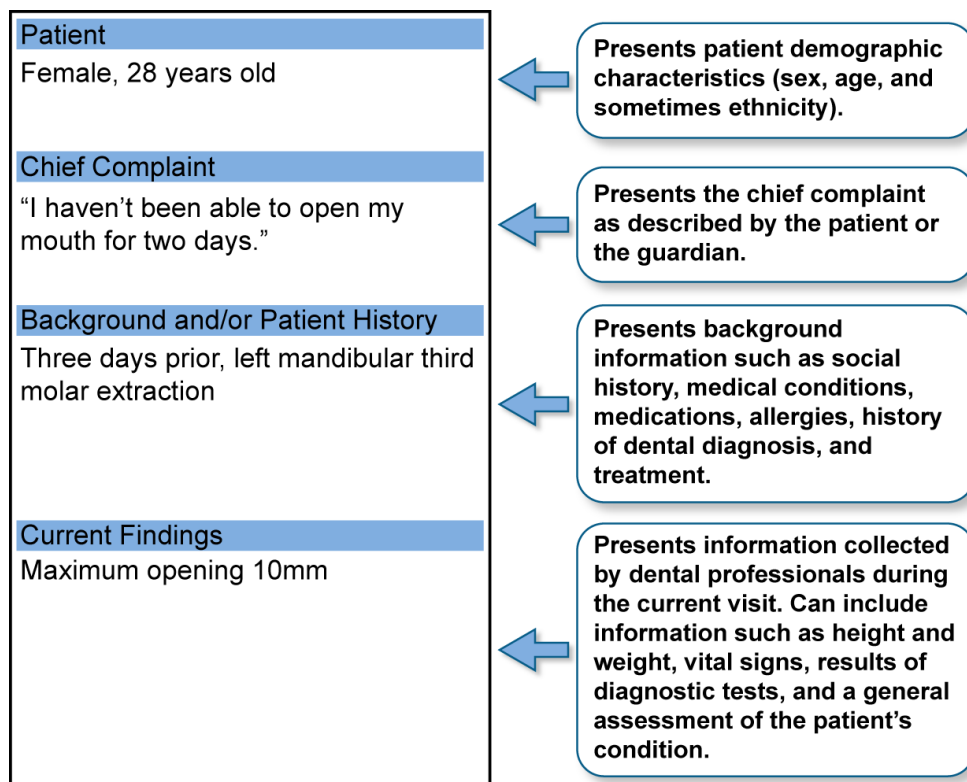 Patient
Female, 28 years old
Presents patient demographic
characteristics (sex, age, and
sometimes ethnicity).
Chief Complaint
“I haven’t been able to open my
mouth for two days.”
Presents the chief complaint
as described by the patient or
the guardian.
Background and/or Patient History
Three days prior, left mandibular third
molar extraction
Presents background
information such as social
history, medical conditions,
medications, allergies, history
of dental diagnosis, and
treatment.
Current Findings
Maximum opening 10mm
Presents information collected
by dental professionals during
the current visit. Can include
information such as height and
weight, vital signs, results of
diagnostic tests, and a general
assessment of the patient’s
condition.